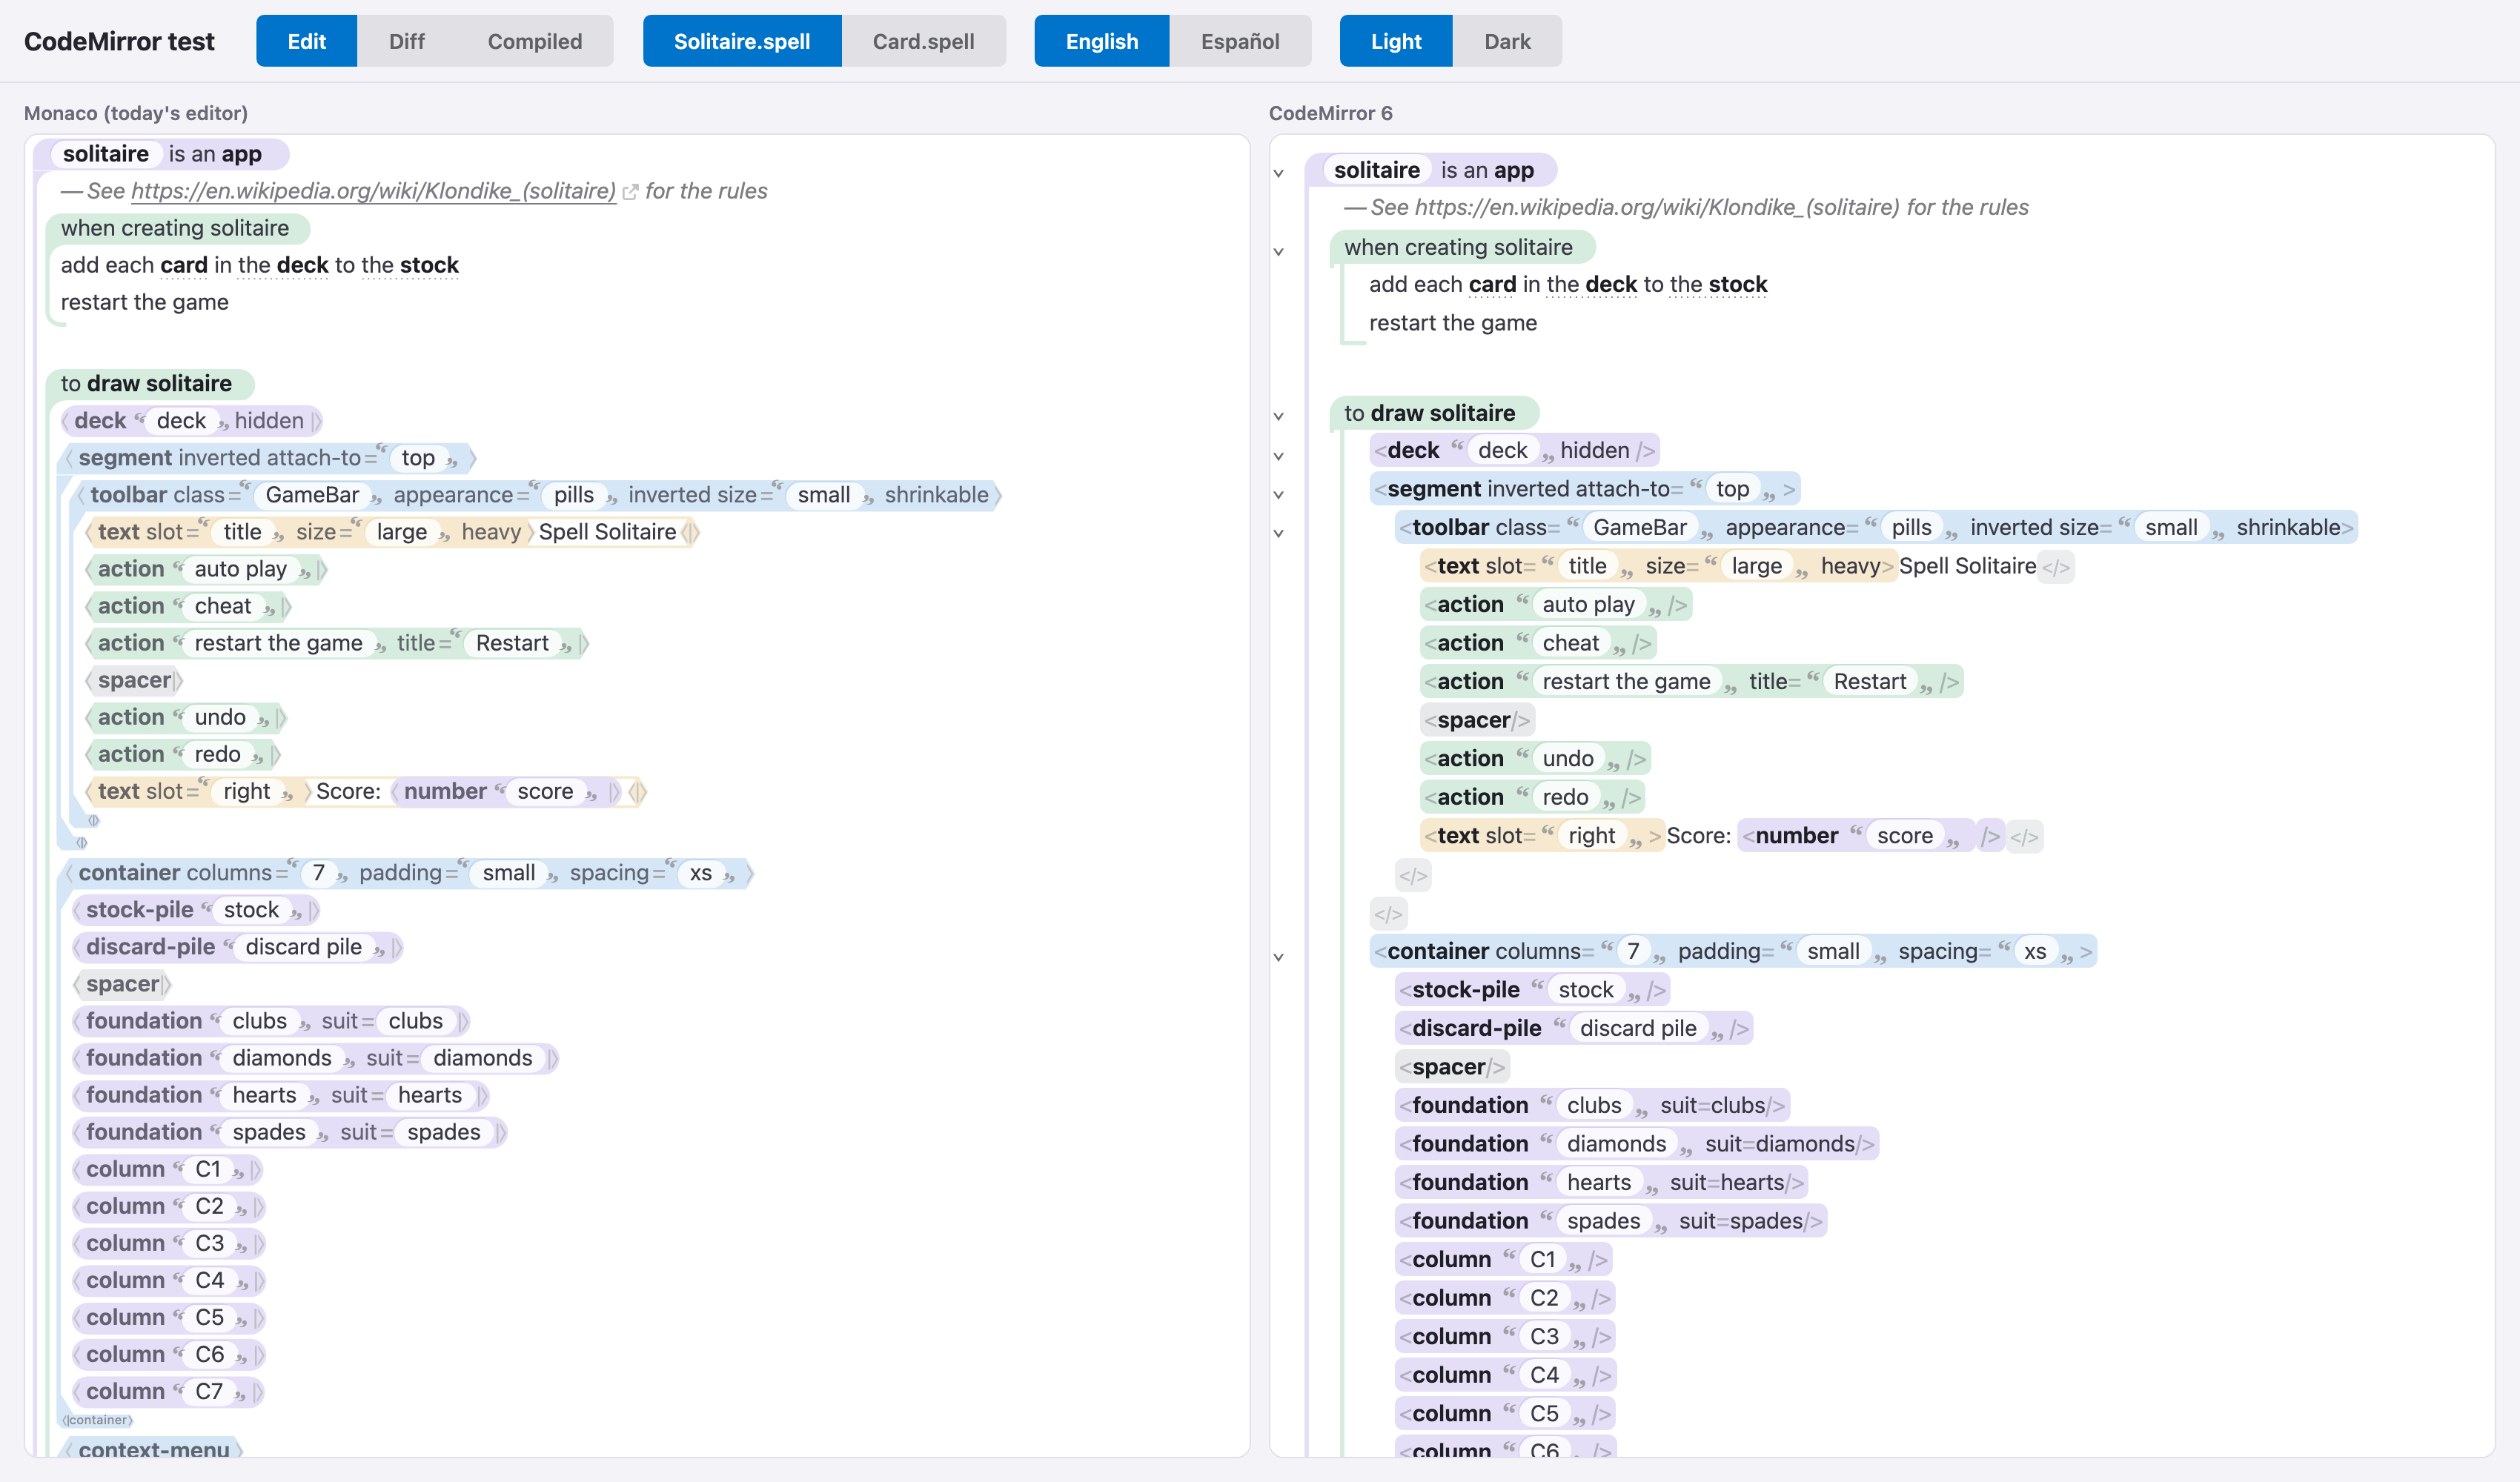 CodeMirror test Edit Diff Compiled Solitaire.spell Card.spell English Español Light Dark
Monaco (today's editor)
solitaire is an app
— See https://en.wikipedia.org/wiki/Klondike_(solitaire) for the rules
when creating solitaire
add each card in the deck to the stock
restart the game
to draw solitaire
⟨deck “ deck „ hidden |⟩
⟨segment inverted attach-to=“ top „ ⟩
⟨toolbar class=“ GameBar „ appearance=“ pills „ inverted size=“ small „ shrinkable⟩
⟨text slot=“ title „ size=“ large „ heavy⟩Spell Solitaire⟨|⟩
⟨action “ auto play „|⟩
⟨action “ cheat „|⟩
⟨action “ restart the game „ title=“ Restart „|⟩
⟨spacer|⟩
⟨action “ undo „|⟩
⟨action “ redo „|⟩
⟨text slot=“ right „ ⟩Score: ⟨number “ score „ |⟩⟨|⟩
⟨|⟩
⟨|⟩
⟨container columns=“ 7 „ padding=“ small „ spacing=“ xs „ ⟩
⟨stock-pile “ stock „|⟩
⟨discard-pile “ discard pile „|⟩
⟨spacer|⟩
⟨foundation “ clubs „ suit=clubs|⟩
⟨foundation “ diamonds „ suit=diamonds|⟩
⟨foundation “ hearts „ suit=hearts|⟩
⟨foundation “ spades „ suit=spades|⟩
⟨column “ C1 „|⟩
⟨column “ C2 „|⟩
⟨column “ C3 „|⟩
⟨column “ C4 „|⟩
⟨column “ C5 „|⟩
⟨column “ C6 „|⟩
⟨column “ C7 „|⟩
⟨|container⟩
⟨context-menu⟩
CodeMirror 6
solitaire is an app
— See https://en.wikipedia.org/wiki/Klondike_(solitaire) for the rules
when creating solitaire
add each card in the deck to the stock
restart the game
to draw solitaire
<deck “ deck „ hidden />
<segment inverted attach-to= “ top „ >
<toolbar class= “ GameBar „ appearance= “ pills „ inverted size= “ small „ shrinkable>
<text slot= “ title „ size= “ large „ heavy>Spell Solitaire</>
<action “ auto play „ />
<action “ cheat „ />
<action “ restart the game „ title= “ Restart „ />
<spacer/>
<action “ undo „ />
<action “ redo „ />
<text slot= “ right „ >Score: <number “ score „ /></>
</>
</>
<container columns= “ 7 „ padding= “ small „ spacing= “ xs „ >
<stock-pile “ stock „ />
<discard-pile “ discard pile „ />
<spacer/>
<foundation “ clubs „ suit=clubs/>
<foundation “ diamonds „ suit=diamonds/>
<foundation “ hearts „ suit=hearts/>
<foundation “ spades „ suit=spades/>
<column “ C1 „ />
<column “ C2 „ />
<column “ C3 „ />
<column “ C4 „ />
<column “ C5 „ />
<column “ C6 „ />